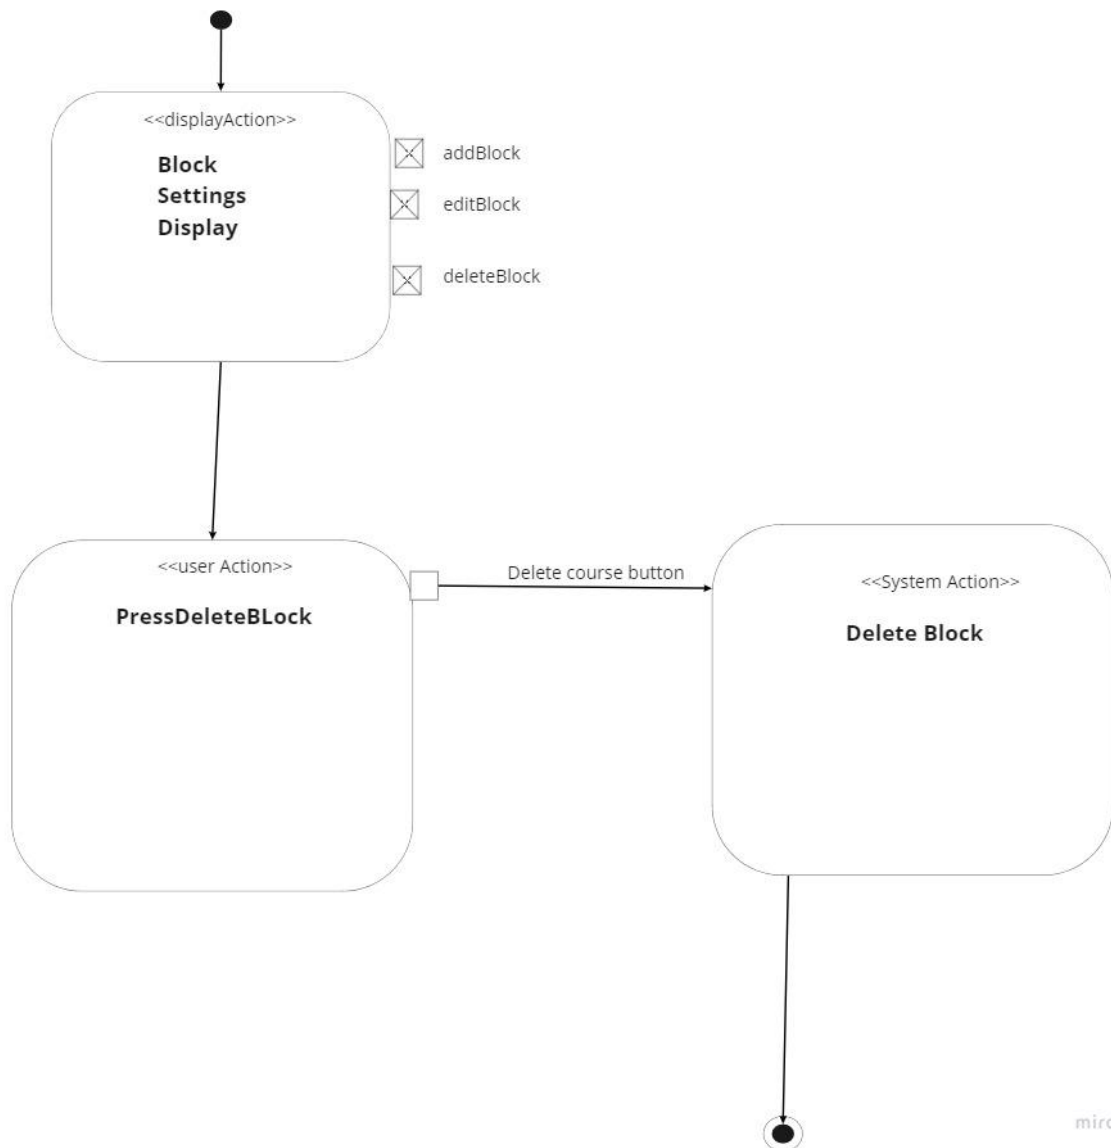 <<displayAction>>
Block
Settings
Display
addBlock
editBlock
deleteBlock
<<user Action>>
PressDeleteBLock
Delete course button
<<System Action>>
Delete Block